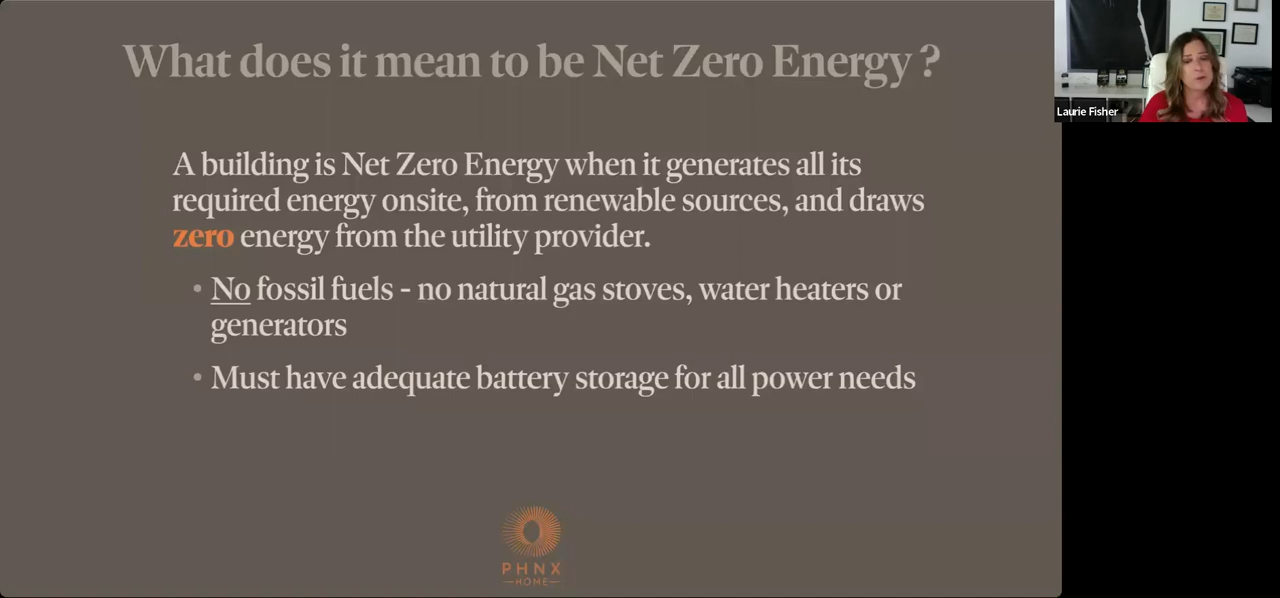 What does it mean to be Net Zero Energy ?
Laurie Fisher
A building is Net Zero Energy when it generates all its
required energy onsite, from renewable sources, and draws
zero energy from the utility provider.
• No fossil fuels - no natural gas stoves, water heaters or
generators
• Must have adequate battery storage for all power needs
PHNX
HOME